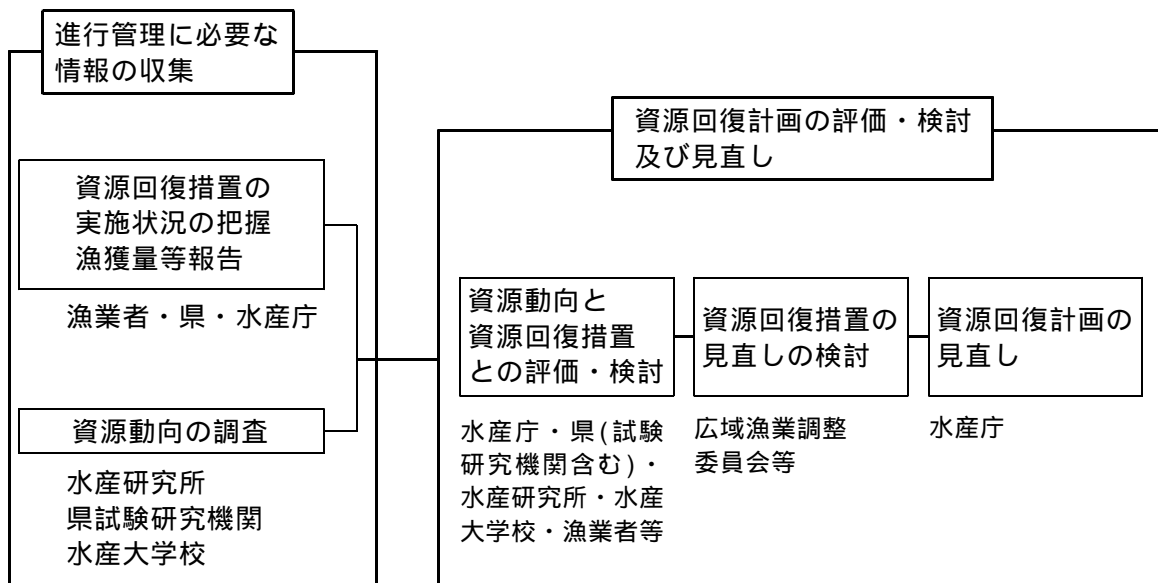 進行管理に必要な
情報の収集
資源回復措置の
実施状況の把握
漁獲量等報告
漁業者・県・水産庁
資源動向の調査
水産研究所
県試験研究機関
水産大学校
資源回復計画の評価・検討
及び見直し
資源動向と
資源回復措置
との評価・検討
水産庁・県(試験
研究機関含む)・
水産研究所・水産
大学校・漁業者等
資源回復措置の
見直しの検討
広域漁業調整
委員会等
資源回復計画の
見直し
水産庁